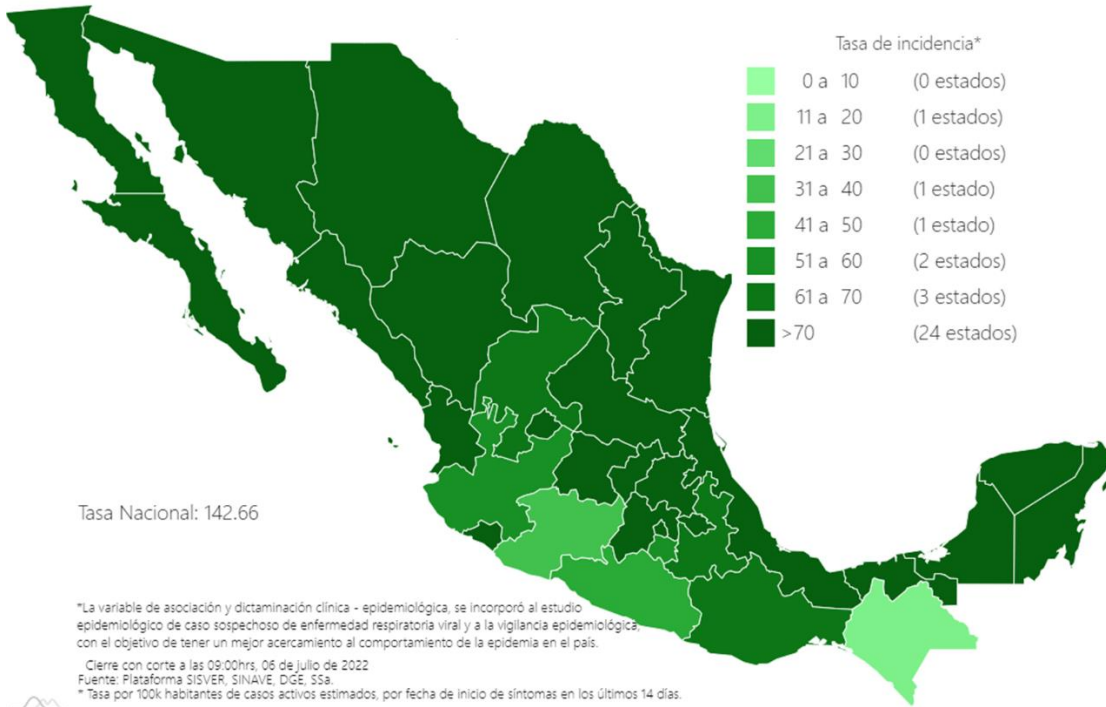 Tasa de incidencia*
0 a 10 (0 estados)
11 a 20 (1 estados)
21 a 30 (0 estados)
31 a 40 (1 estado)
41 a 50 (1 estado)
51 a 60 (2 estados)
61 a 70 (3 estados)
>70 (24 estados)
Tasa Nacional: 142.66
*La variable de asociación y dictaminación clínica - epidemiológica, se incorporó al estudio
epidemiológico de caso sospechoso de enfermedad respiratoria viral y a la vigilancia epidemiológica,
con el objetivo de tener un mejor acercamiento al comportamiento de la epidemia en el país.
Cierre con corte a las 09:00hrs, 06 de julio de 2022
Fuente: Plataforma SISVER, SINAVE, DGE, SSa.
* Tasa por 100k habitantes de casos activos estimados, por fecha de inicio de síntomas en los últimos 14 días.